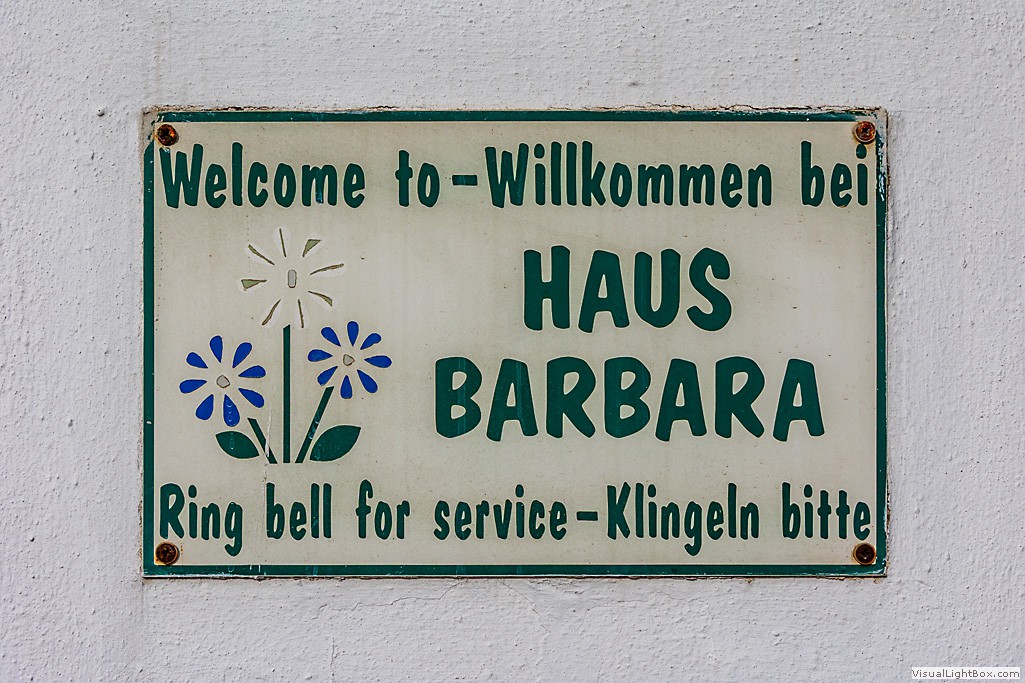 Welcome to - Willkommen bei
HAUS
BARBARA
Ring bell for service - Klingeln bitte
VisualLightBox.com